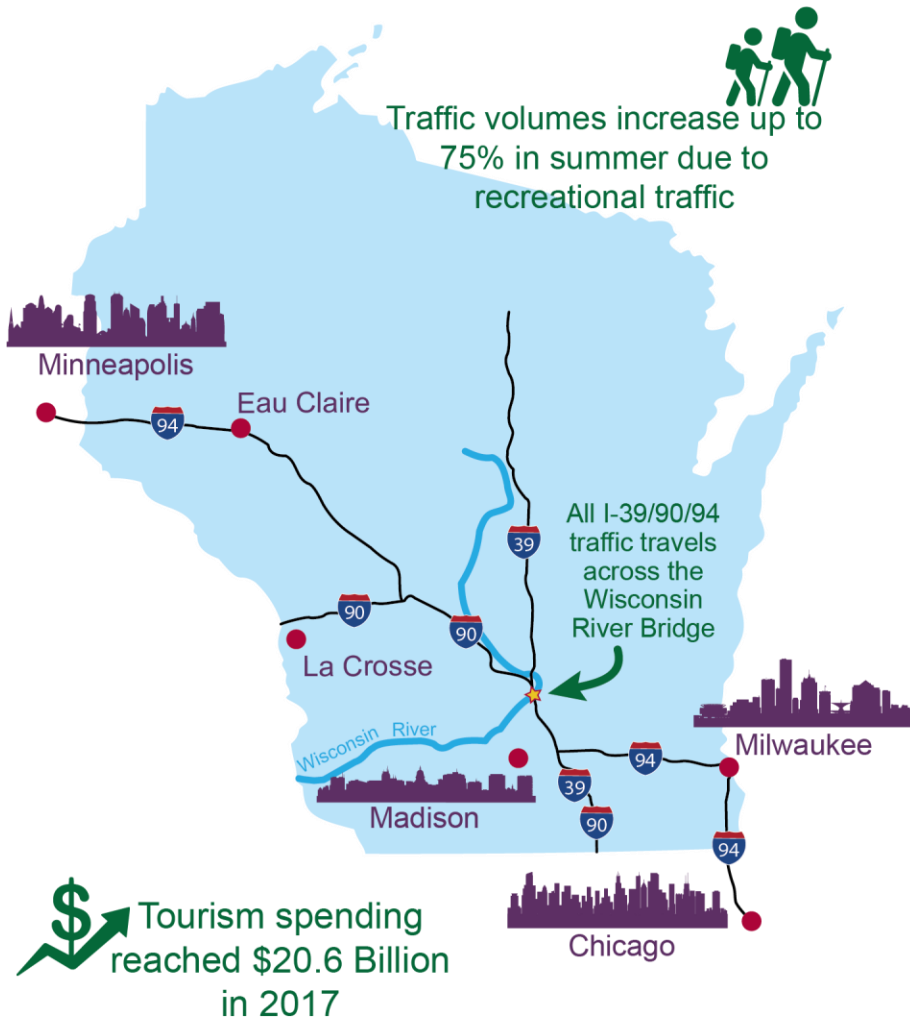 Traffic volumes increase up to
75% in summer due to
recreational traffic
Minneapolis
Eau Claire
94
39
All I-39/90/94
traffic travels
across the
Wisconsin
River Bridge
90
90
La Crosse
Wisconsin River
Milwaukee
94
Madison
39
90
94
Chicago
$
Tourism spending
reached $20.6 Billion
in 2017